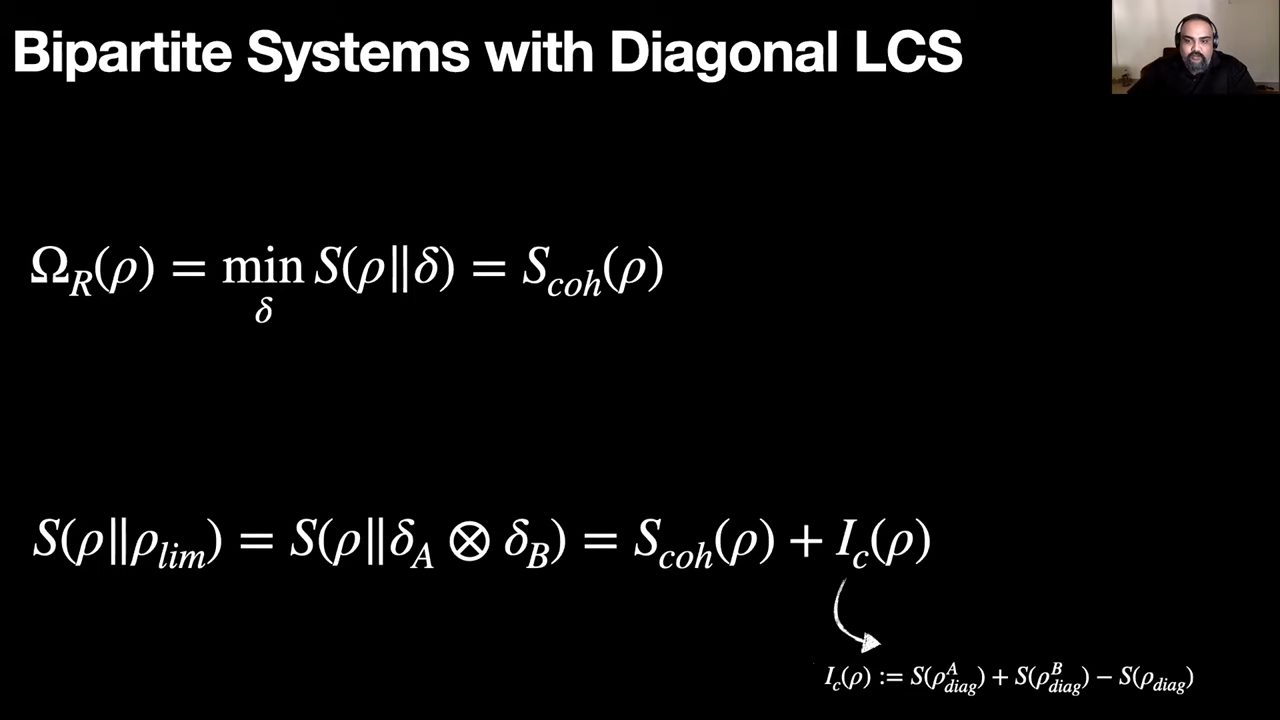 Bipartite Systems with Diagonal LCS
Ω_R(ρ) = min_δ S(ρ‖δ) = S_coh(ρ)
S(ρ‖ρ_lim) = S(ρ‖δ_A ⊗ δ_B) = S_coh(ρ) + I_c(ρ)
I_c(ρ) := S(ρ^A_diag) + S(ρ^B_diag) − S(ρ_diag)